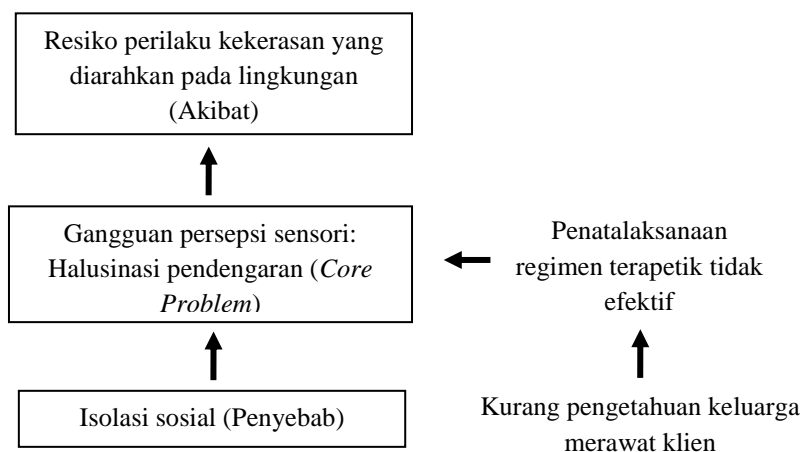 Resiko perilaku kekerasan yang
diarahkan pada lingkungan
(Akibat)
Gangguan persepsi sensori:
Halusinasi pendengaran (Core
Problem)
Penatalaksanaan
regimen terapetik tidak
efektif
Isolasi sosial (Penyebab)
Kurang pengetahuan keluarga
merawat klien